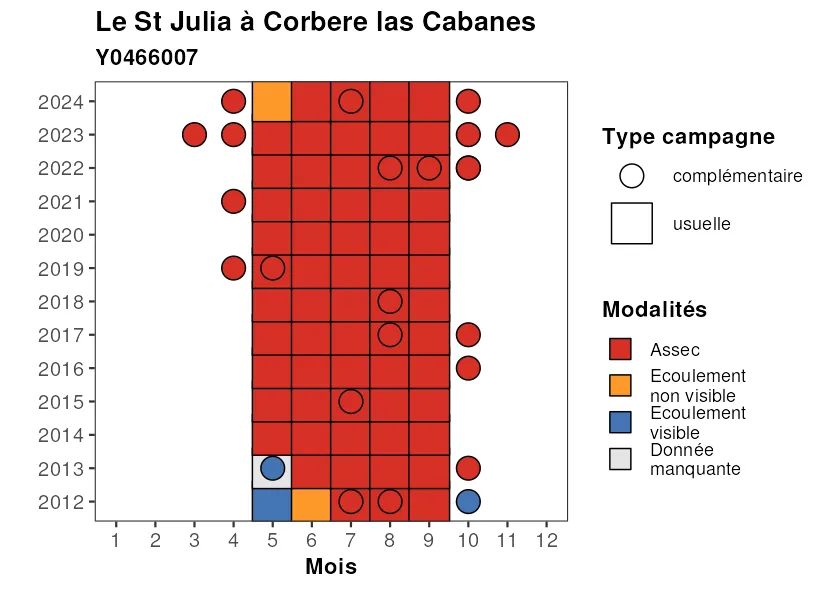 Le St Julia à Corbere las Cabanes
Y0466007
2024
2023
2022
2021
2020
2019
2018
2017
2016
2015
2014
2013
2012
1 2 3 4 5 6 7 8 9 10 11 12
Mois
Type campagne
complémentaire
usuelle
Modalités
Assec
Ecoulement
non visible
Ecoulement
visible
Donnée
manquante